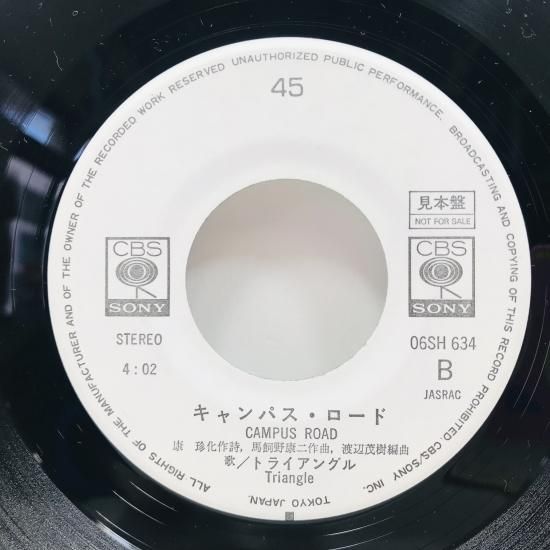 ALL RIGHTS OF THE MANUFACTURER AND OF THE OWNER OF THE RECORDED WORK RESERVED UNAUTHORIZED PUBLIC PERFORMANCE. BROADCASTING AND COPYING OF THIS RECORD PROHIBITED CBS/SONY INC. TOKYO JAPAN.
45
見本盤
NOT FOR SALE
CBS
SONY
CBS
SONY
STEREO
06SH 634
4:02
B
JASRAC
キャンパス・ロード
CAMPUS ROAD
康 珍化作詩, 馬飼野康二作曲, 渡辺茂樹編曲
歌/トライアングル
Triangle